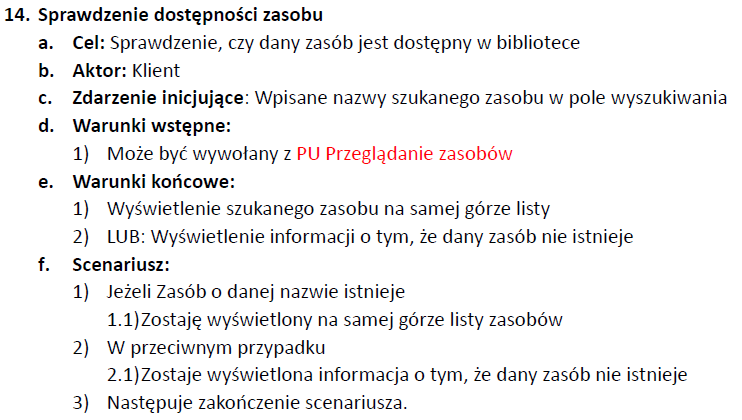 14. Sprawdzenie dostępności zasobu
a. Cel: Sprawdzenie, czy dany zasób jest dostępny w bibliotece
b. Aktor: Klient
c. Zdarzenie inicjujące: Wpisane nazwy szukanego zasobu w pole wyszukiwania
d. Warunki wstępne:
1) Może być wywołany z PU Przeglądanie zasobów
e. Warunki końcowe:
1) Wyświetlenie szukanego zasobu na samej górze listy
2) LUB: Wyświetlenie informacji o tym, że dany zasób nie istnieje
f. Scenariusz:
1) Jeżeli Zasób o danej nazwie istnieje
1.1)Zostaję wyświetlony na samej górze listy zasobów
2) W przeciwnym przypadku
2.1)Zostaje wyświetlona informacja o tym, że dany zasób nie istnieje
3) Następuje zakończenie scenariusza.